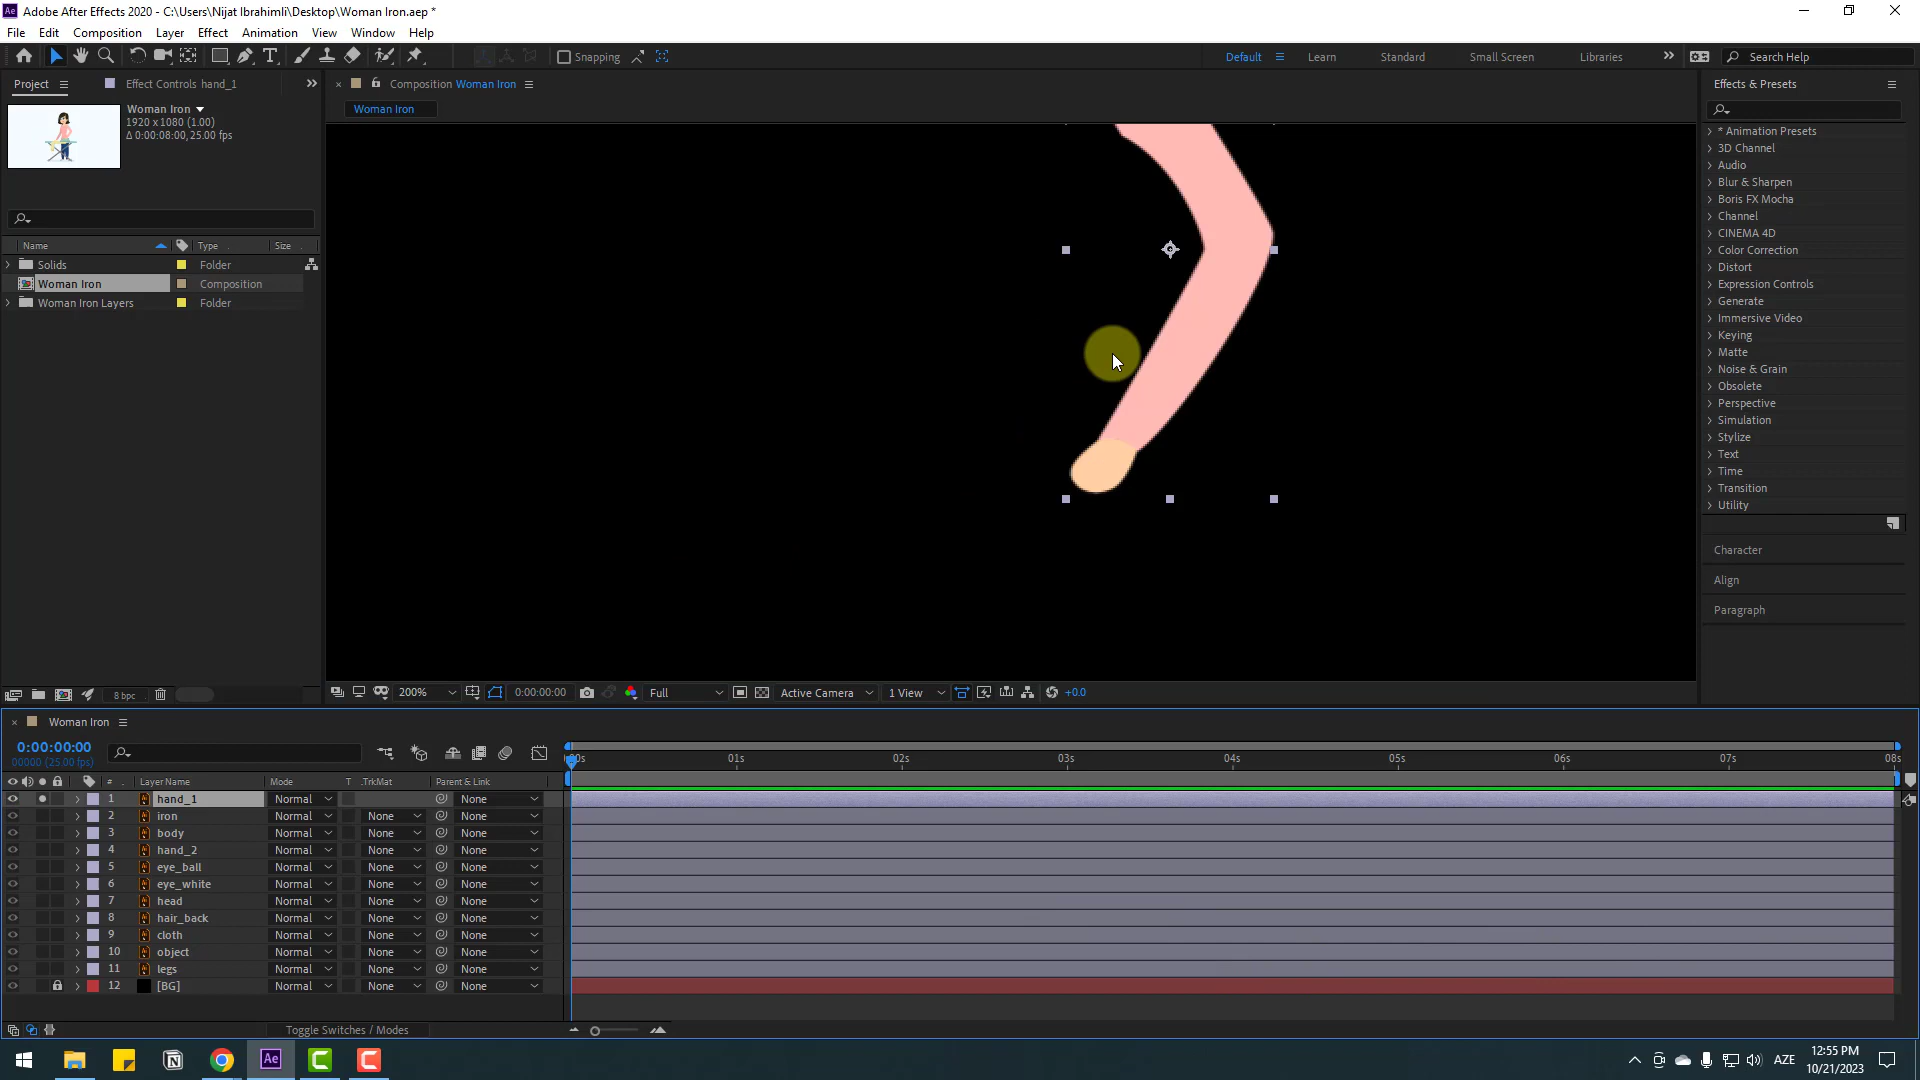 Adobe After Effects 2020 - C:\Users\Nijat Ibrahimli\Desktop\Woman Iron.aep *
File Edit Composition Layer Effect Animation View Window Help
Snapping Default Learn Standard Small Screen Libraries Search Help
Project Effect Controls hand_1
Composition Woman Iron
Effects & Presets
Woman Iron
1920 x 1080 (1.00)
Δ 0:00:08:00, 25.00 fps
Woman Iron
Name Type Size
Solids Folder
Woman Iron Composition
Woman Iron Layers Folder
* Animation Presets
3D Channel
Audio
Blur & Sharpen
Boris FX Mocha
Channel
CINEMA 4D
Color Correction
Distort
Expression Controls
Generate
Immersive Video
Keying
Matte
Noise & Grain
Obsolete
Perspective
Simulation
Stylize
Text
Time
Transition
Utility
Character
Align
Paragraph
8 bpc
200% 0:00:00:00 Full Active Camera 1 View +0.0
Woman Iron
0:00:00:00
00000 (25.00 fps)
:00s 01s 02s 03s 04s 05s 06s 07s 08s
# Layer Name Mode T .TrkMat Parent & Link
1 hand_1 Normal None
2 iron Normal None None
3 body Normal None None
4 hand_2 Normal None None
5 eye_ball Normal None None
6 eye_white Normal None None
7 head Normal None None
8 hair_back Normal None None
9 cloth Normal None None
10 object Normal None None
11 legs Normal None None
12 [BG] Normal None None
Toggle Switches / Modes
AZE
12:55 PM
10/21/2023